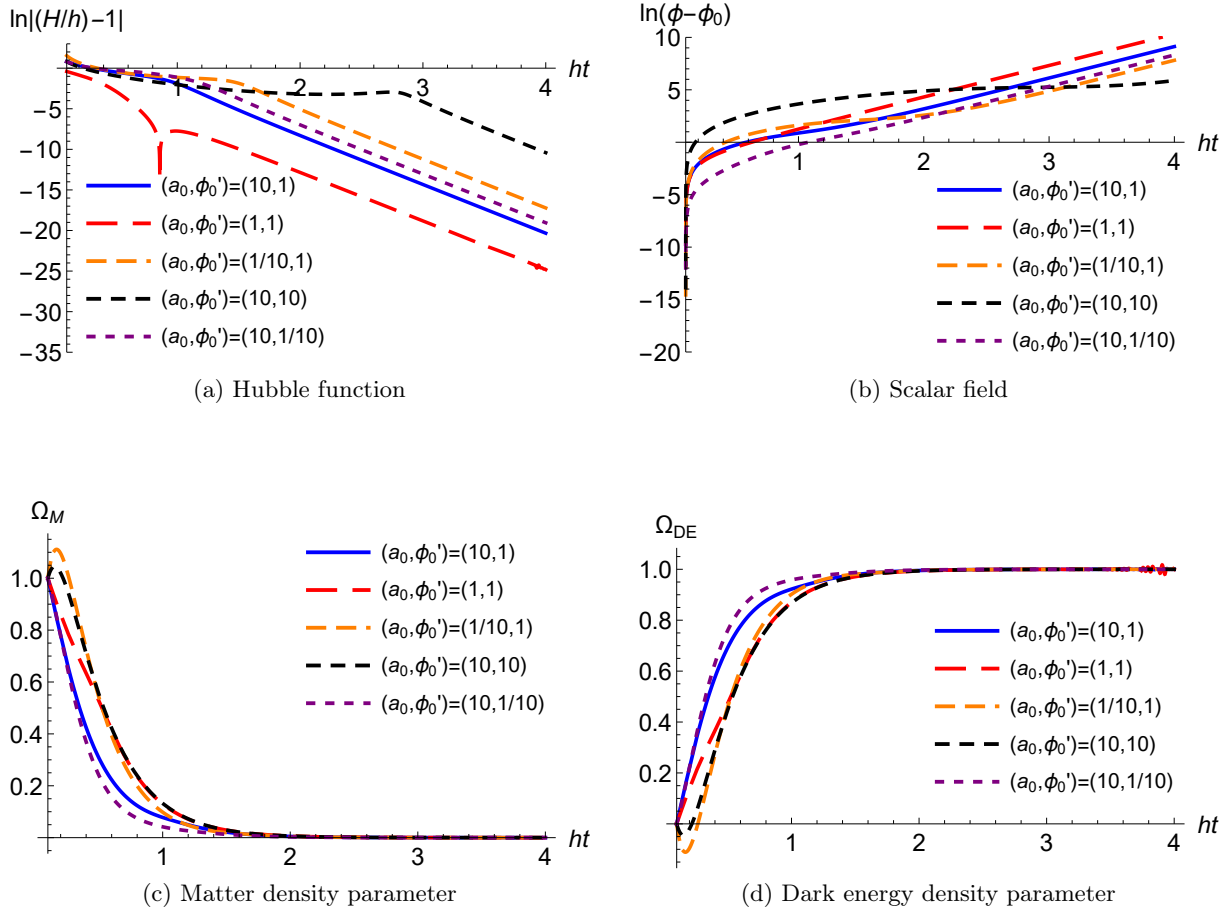 ln|(H/h)−1|
ht
1 2 3 4
−5
−10
−15
−20
−25
−30
−35
(a₀,ϕ₀')=(10,1)
(a₀,ϕ₀')=(1,1)
(a₀,ϕ₀')=(1/10,1)
(a₀,ϕ₀')=(10,10)
(a₀,ϕ₀')=(10,1/10)
(a) Hubble function
ln(ϕ−ϕ₀)
10
5
−5
−10
−15
−20
1 2 3 4
ht
(a₀,ϕ₀')=(10,1)
(a₀,ϕ₀')=(1,1)
(a₀,ϕ₀')=(1/10,1)
(a₀,ϕ₀')=(10,10)
(a₀,ϕ₀')=(10,1/10)
(b) Scalar field
Ω_M
1.0
0.8
0.6
0.4
0.2
(a₀,ϕ₀')=(10,1)
(a₀,ϕ₀')=(1,1)
(a₀,ϕ₀')=(1/10,1)
(a₀,ϕ₀')=(10,10)
(a₀,ϕ₀')=(10,1/10)
1 2 3 4
ht
(c) Matter density parameter
Ω_DE
1.0
0.8
0.6
0.4
0.2
(a₀,ϕ₀')=(10,1)
(a₀,ϕ₀')=(1,1)
(a₀,ϕ₀')=(1/10,1)
(a₀,ϕ₀')=(10,10)
(a₀,ϕ₀')=(10,1/10)
1 2 3 4
ht
(d) Dark energy density parameter